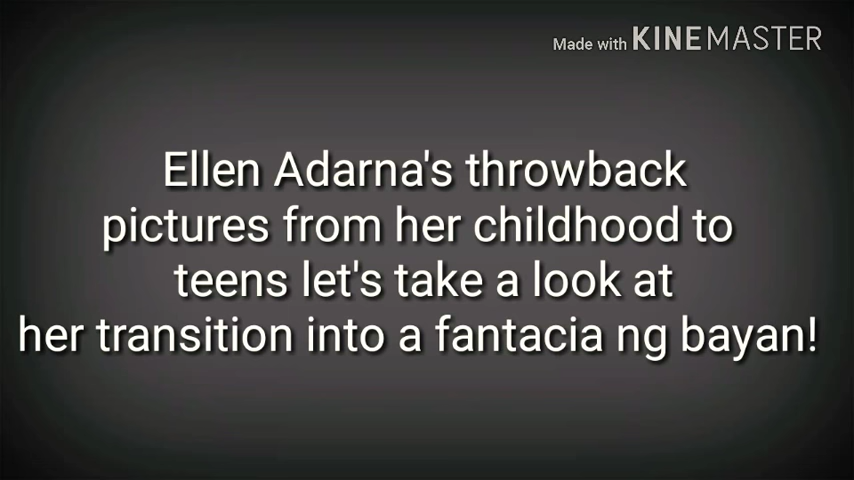 Made with KINEMASTER
Ellen Adarna's throwback
pictures from her childhood to
teens let's take a look at
her transition into a fantacia ng bayan!